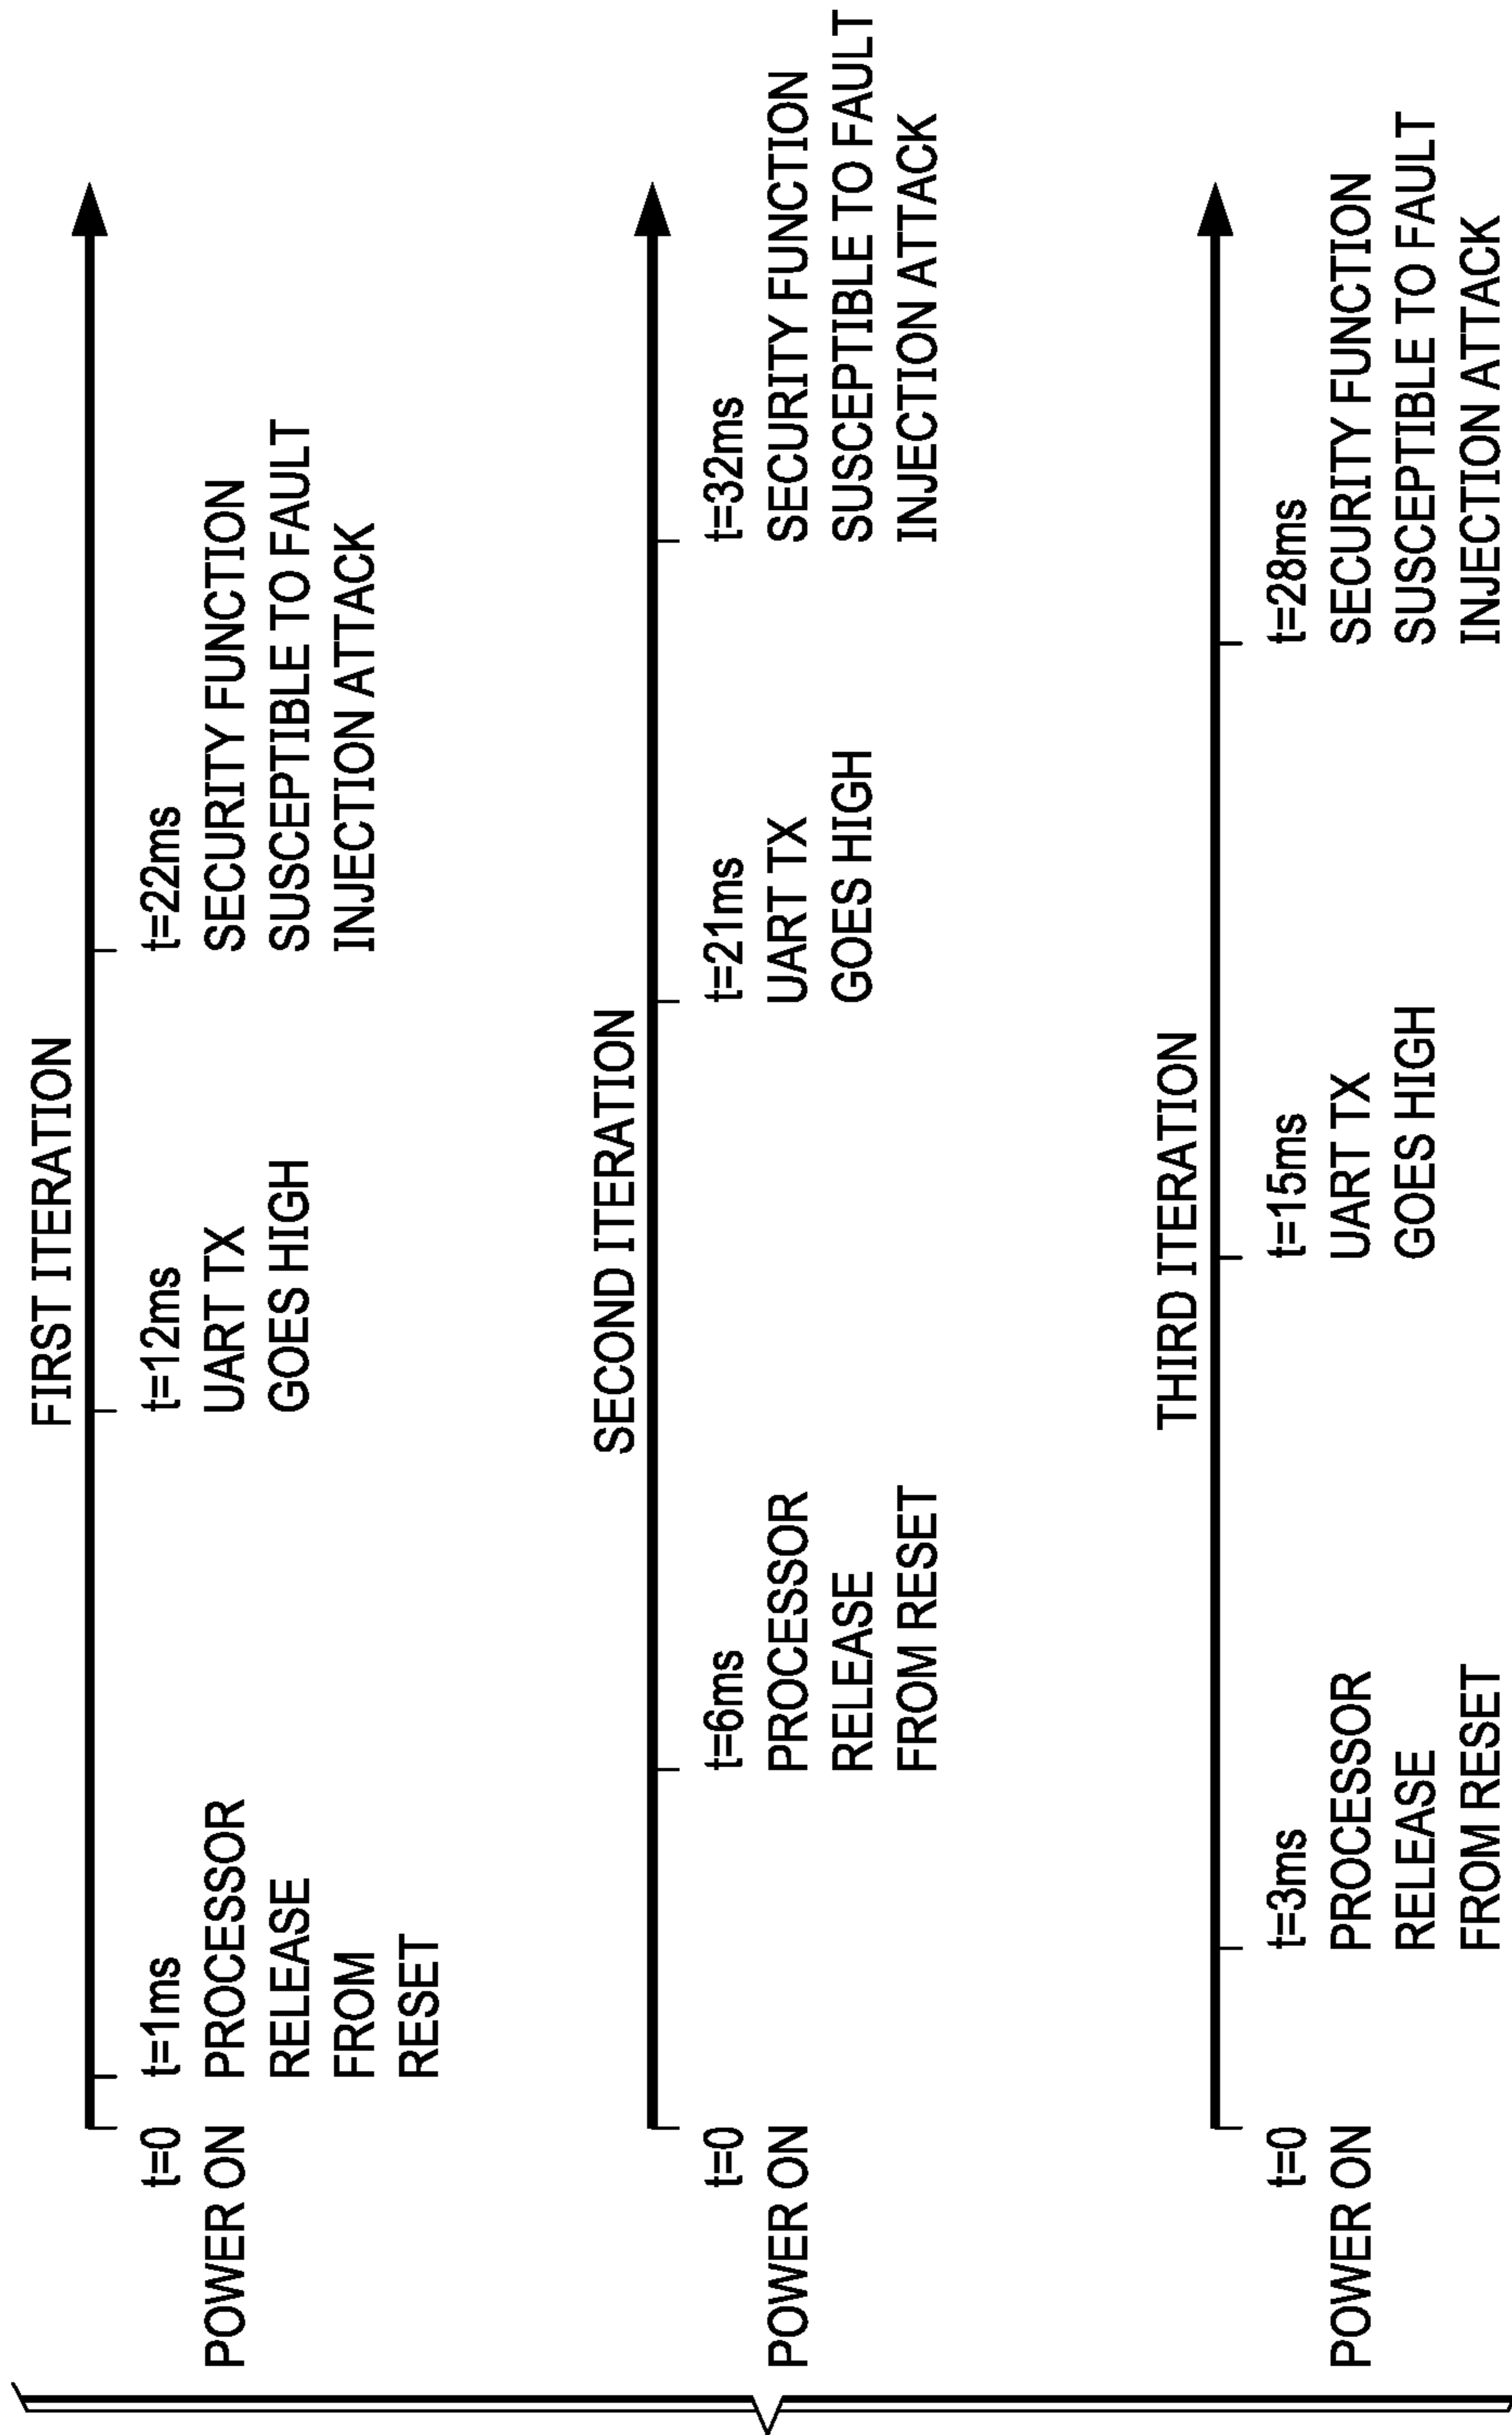 FIRST ITERATION
t=0
POWER ON
t=1ms
PROCESSOR
RELEASE
FROM
RESET
t=12ms
UART TX
GOES HIGH
t=22ms
SECURITY FUNCTION
SUSCEPTIBLE TO FAULT
INJECTION ATTACK
SECOND ITERATION
t=0
POWER ON
t=6ms
PROCESSOR
RELEASE
FROM RESET
t=21ms
UART TX
GOES HIGH
t=32ms
SECURITY FUNCTION
SUSCEPTIBLE TO FAULT
INJECTION ATTACK
THIRD ITERATION
t=0
POWER ON
t=3ms
PROCESSOR
RELEASE
FROM RESET
t=15ms
UART TX
GOES HIGH
t=28ms
SECURITY FUNCTION
SUSCEPTIBLE TO FAULT
INJECTION ATTACK